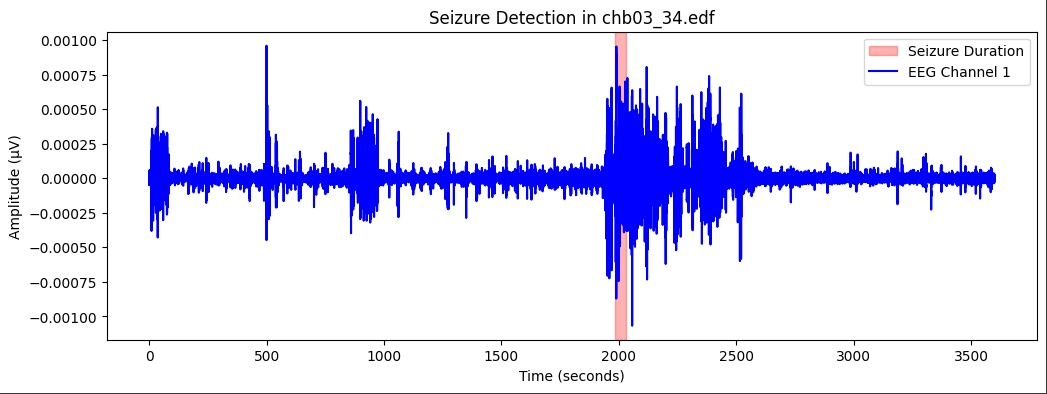 Seizure Detection in chb03_34.edf
Seizure Duration
EEG Channel 1
Amplitude (µV)
0.00100
0.00075
0.00050
0.00025
0.00000
−0.00025
−0.00050
−0.00075
−0.00100
0 500 1000 1500 2000 2500 3000 3500
Time (seconds)